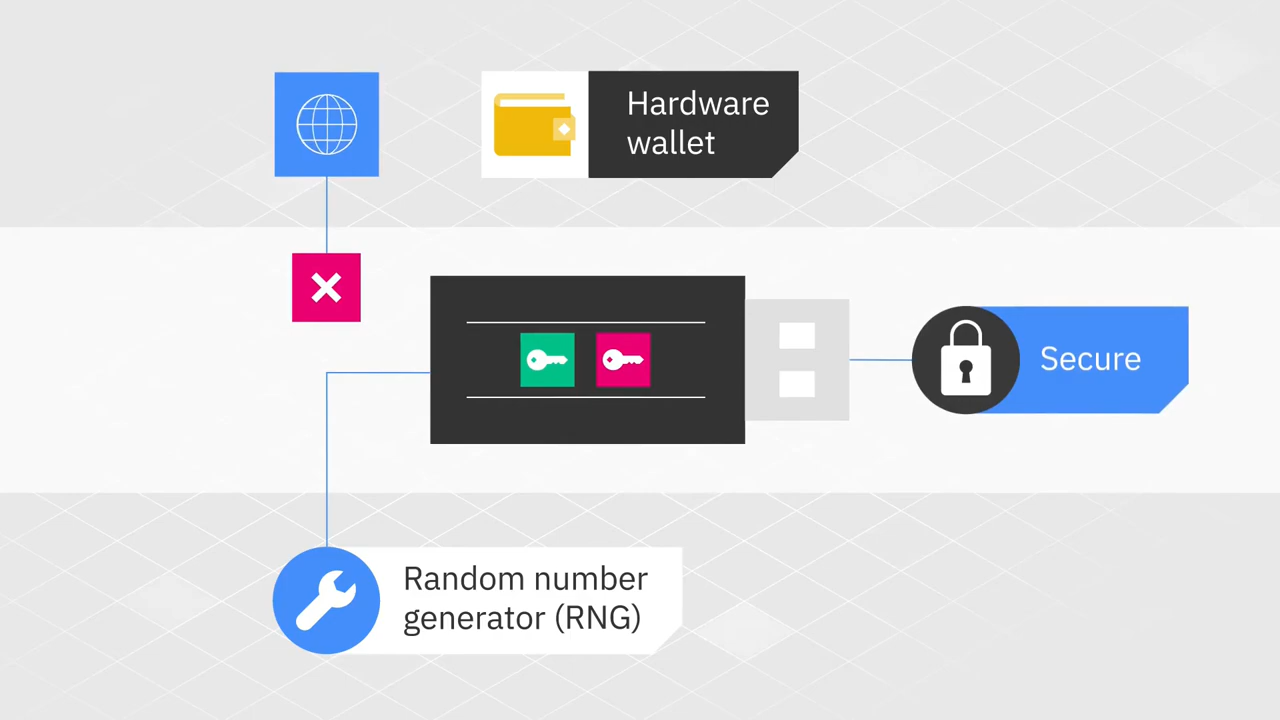 Hardware
wallet
Secure
Random number
generator (RNG)